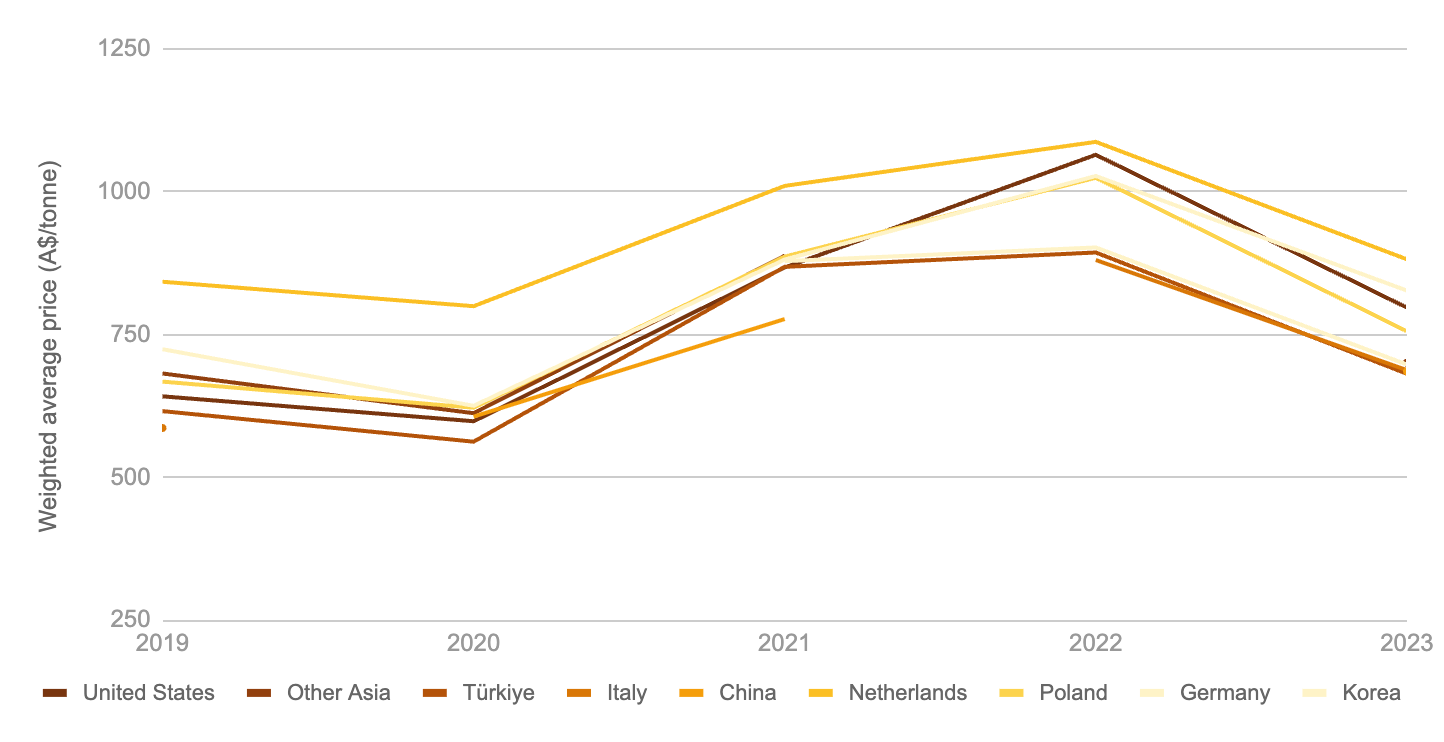 1250
1000
750
500
250
Weighted average price (A$/tonne)
2019 2020 2021 2022 2023
United States Other Asia Türkiye Italy China Netherlands Poland Germany Korea